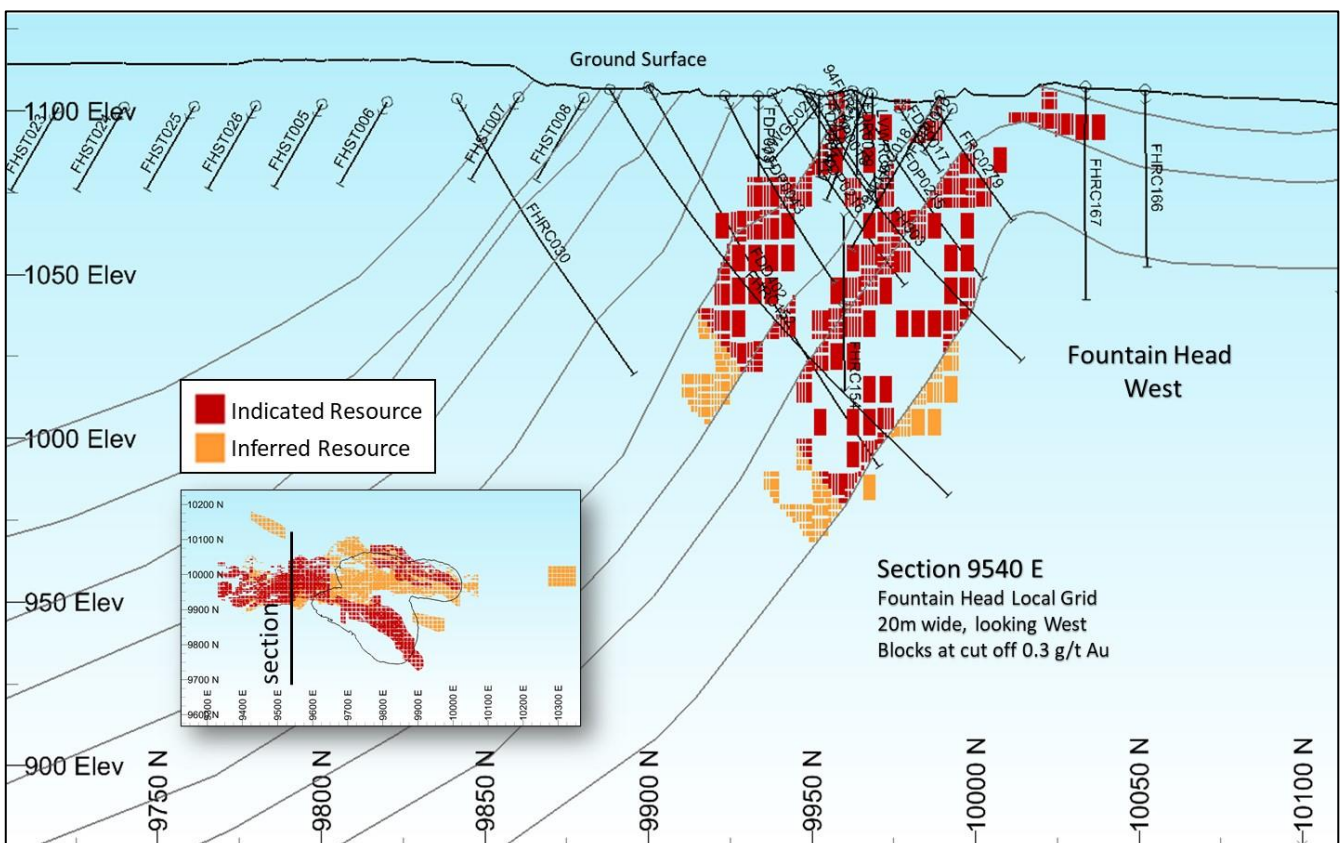 Ground Surface
1100 Elev
1050 Elev
1000 Elev
950 Elev
900 Elev
FHST023
FHST025
FHST026
FHST005
FHST006
FHST007
FHST008
FHRC030
FHRC154
FRC0279
FHRC167
FHRC166
Fountain Head
West
Indicated Resource
Inferred Resource
10200 N
10100 N
10000 N
9900 N
9800 N
9700 N
section
9400 E
9500 E
9600 E
9700 E
9800 E
9900 E
10000 E
10100 E
10200 E
10300 E
Section 9540 E
Fountain Head Local Grid
20m wide, looking West
Blocks at cut off 0.3 g/t Au
9750 N
9800 N
9850 N
9900 N
9950 N
10000 N
10050 N
10100 N